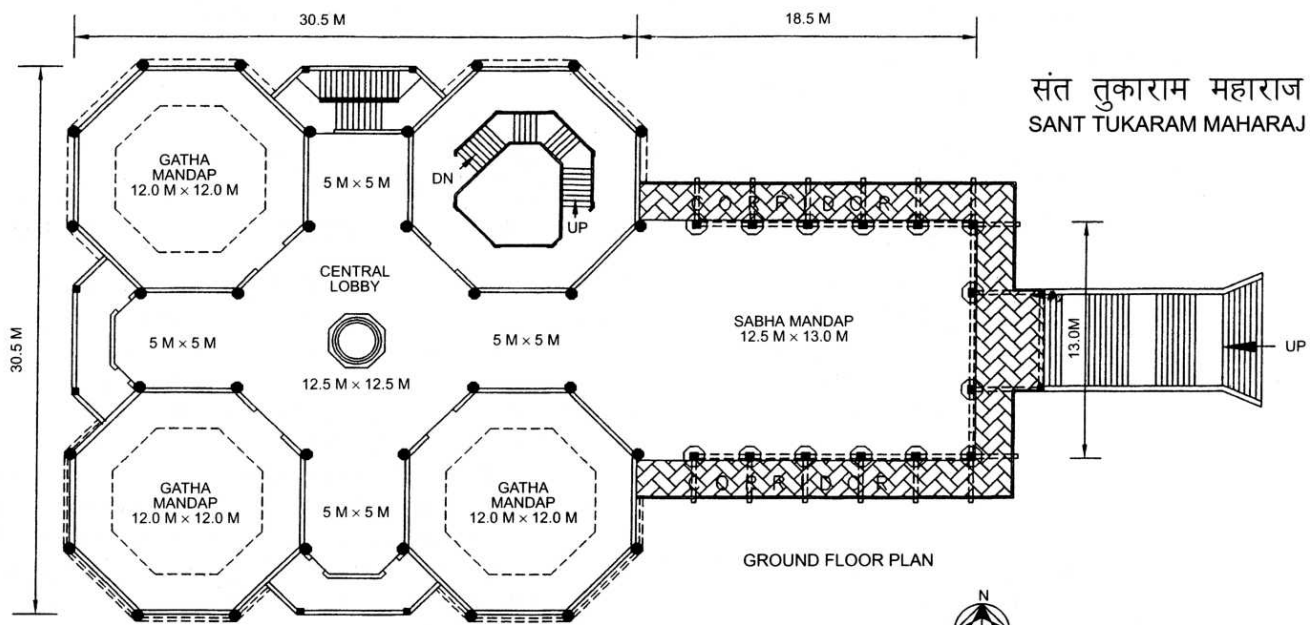 30.5 M
18.5 M
संत तुकाराम महाराज
SANT TUKARAM MAHARAJ
GATHA
MANDAP
12.0 M × 12.0 M
5 M × 5 M
DN
UP
CORRIDOR
CENTRAL
LOBBY
30.5 M
5 M × 5 M
5 M × 5 M
SABHA MANDAP
12.5 M × 13.0 M
13.0M
UP
12.5 M × 12.5 M
GATHA
MANDAP
12.0 M × 12.0 M
5 M × 5 M
GATHA
MANDAP
12.0 M × 12.0 M
CORRIDOR
GROUND FLOOR PLAN
N